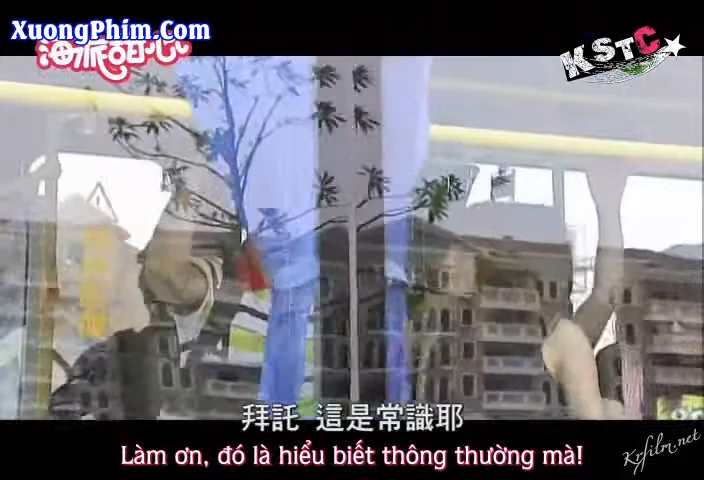 XuongPhim.Com
海派甜心
KSTC
拜託 這是常識耶
Làm ơn, đó là hiểu biết thông thường mà!
Krfilm.net